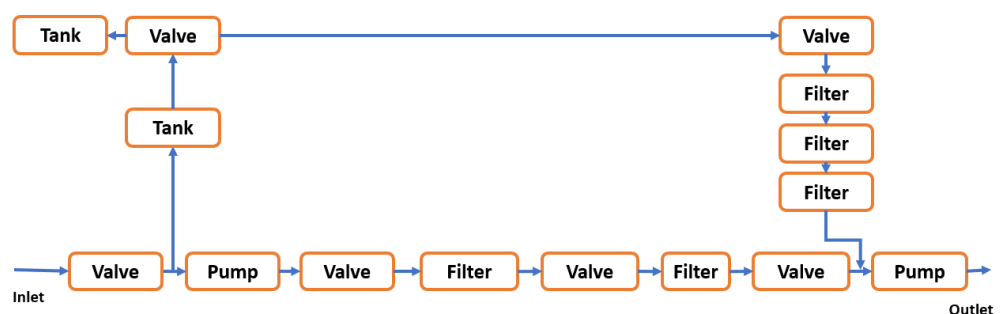 Tank
Valve
Valve
Filter
Tank
Filter
Filter
Valve
Pump
Valve
Filter
Valve
Filter
Valve
Pump
Inlet
Outlet